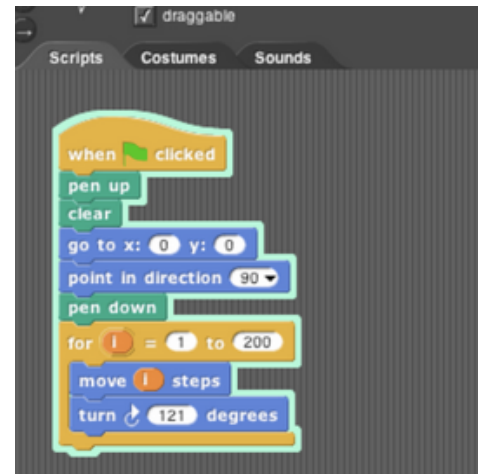 draggable
Scripts Costumes Sounds
when clicked
pen up
clear
go to x: 0 y: 0
point in direction 90
pen down
for i = 1 to 200
move i steps
turn 121 degrees